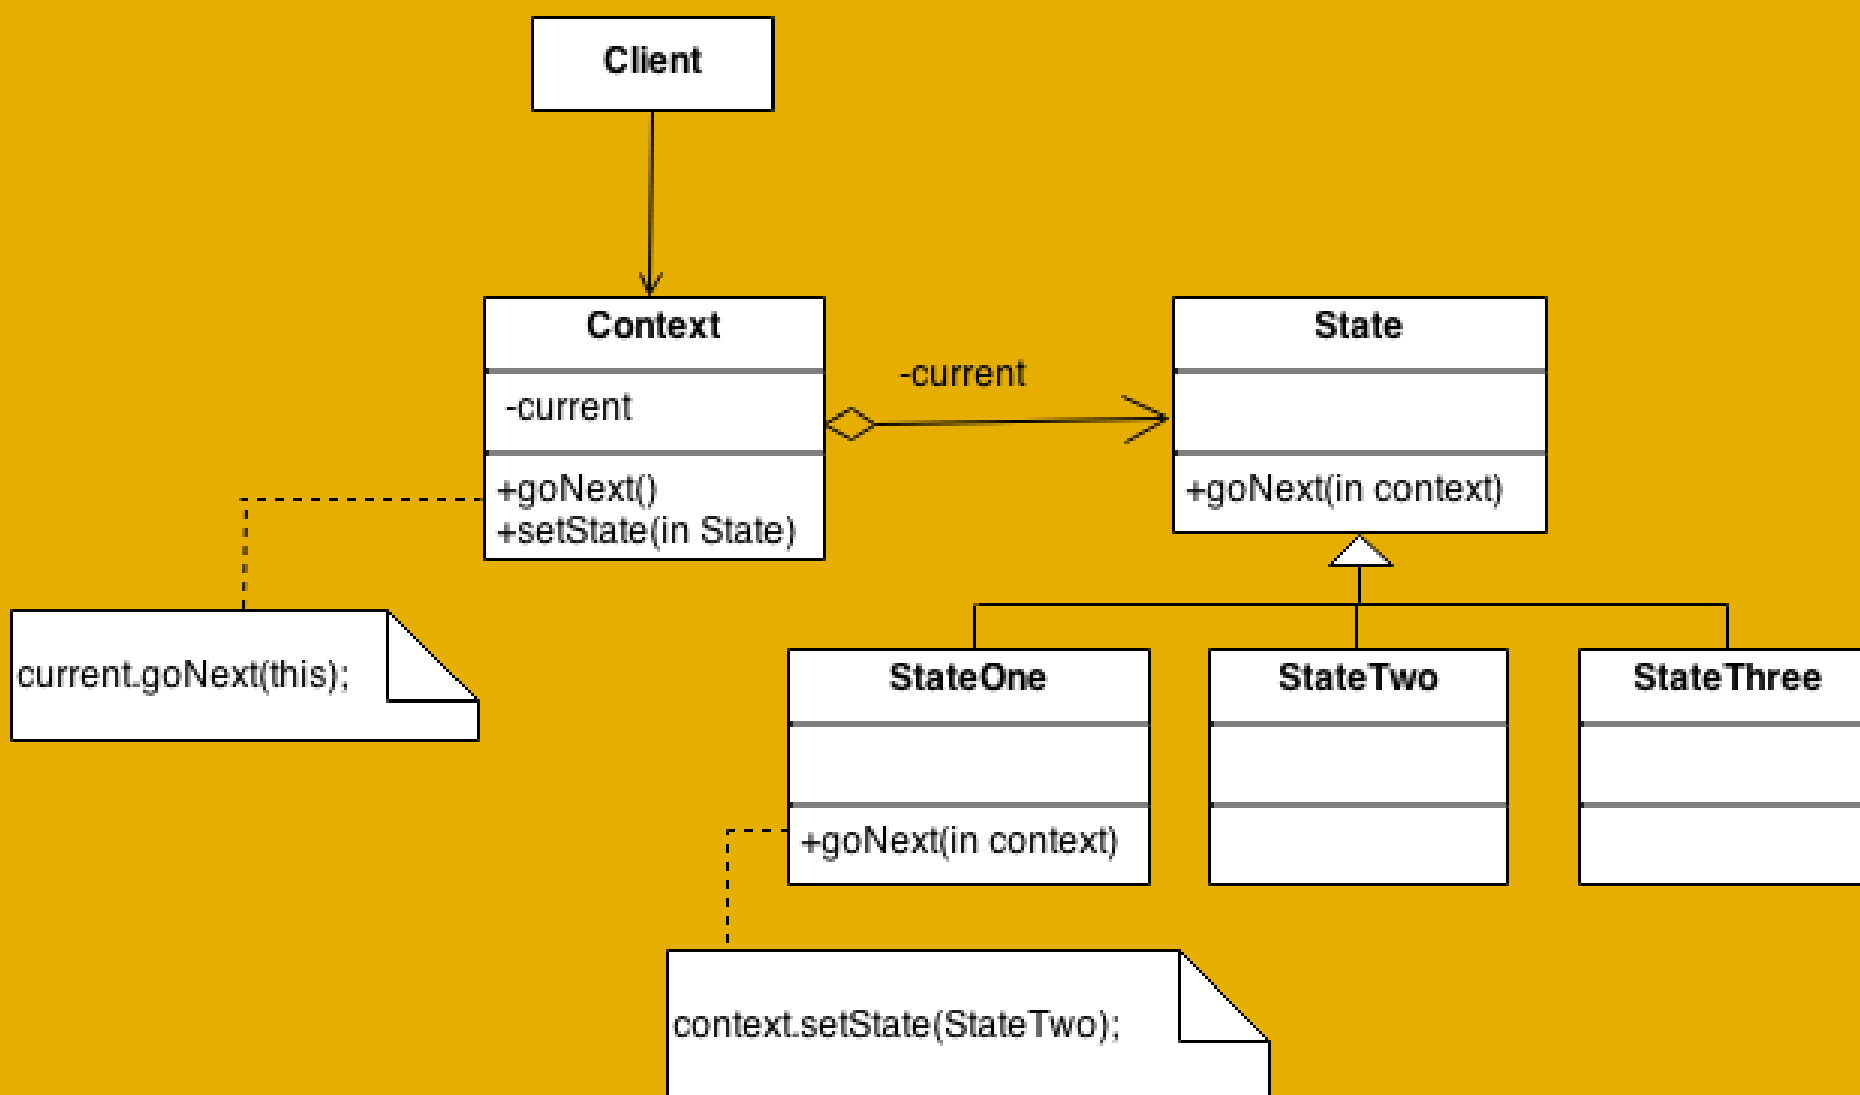 Client
Context
-current
+goNext()
+setState(in State)
-current
State
+goNext(in context)
current.goNext(this);
StateOne
+goNext(in context)
StateTwo
StateThree
context.setState(StateTwo);